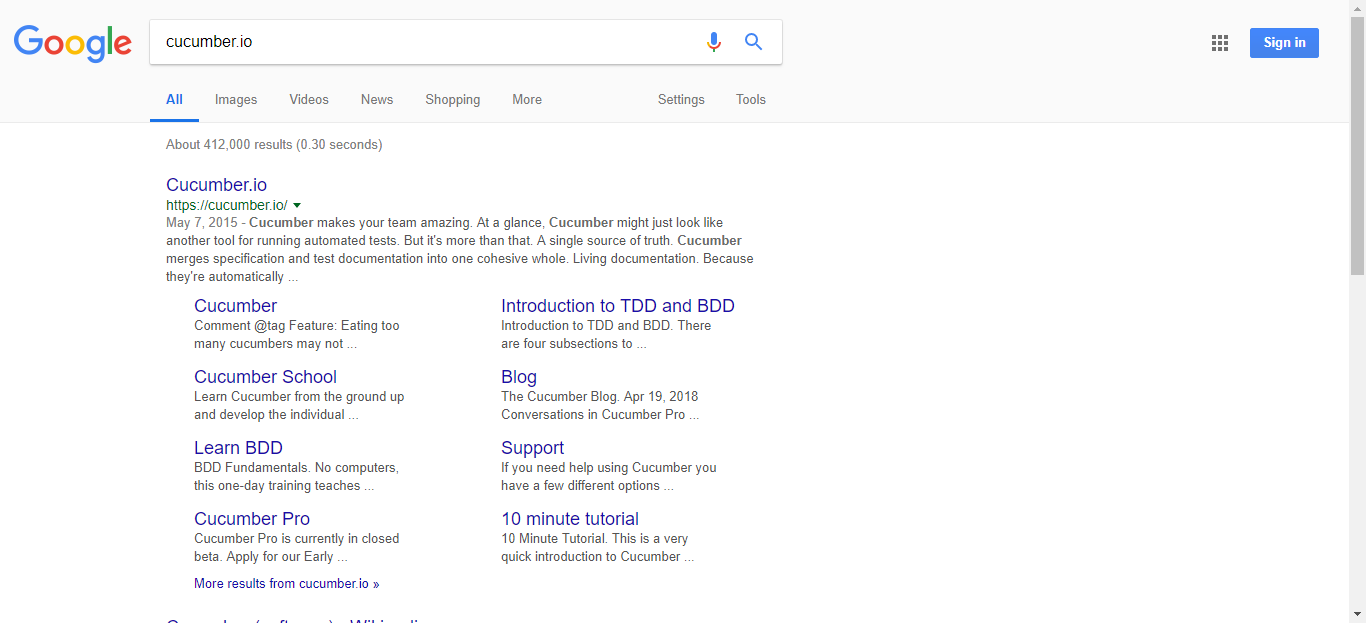 Google
cucumber.io
Sign in
All Images Videos News Shopping More Settings Tools
About 412,000 results (0.30 seconds)
Cucumber.io
https://cucumber.io/
May 7, 2015 - Cucumber makes your team amazing. At a glance, Cucumber might just look like
another tool for running automated tests. But it's more than that. A single source of truth. Cucumber
merges specification and test documentation into one cohesive whole. Living documentation. Because
they're automatically ...
Cucumber
Comment @tag Feature: Eating too
many cucumbers may not ...
Introduction to TDD and BDD
Introduction to TDD and BDD. There
are four subsections to ...
Cucumber School
Learn Cucumber from the ground up
and develop the individual ...
Blog
The Cucumber Blog. Apr 19, 2018
Conversations in Cucumber Pro ...
Learn BDD
BDD Fundamentals. No computers,
this one-day training teaches ...
Support
If you need help using Cucumber you
have a few different options ...
Cucumber Pro
Cucumber Pro is currently in closed
beta. Apply for our Early ...
10 minute tutorial
10 Minute Tutorial. This is a very
quick introduction to Cucumber ...
More results from cucumber.io »